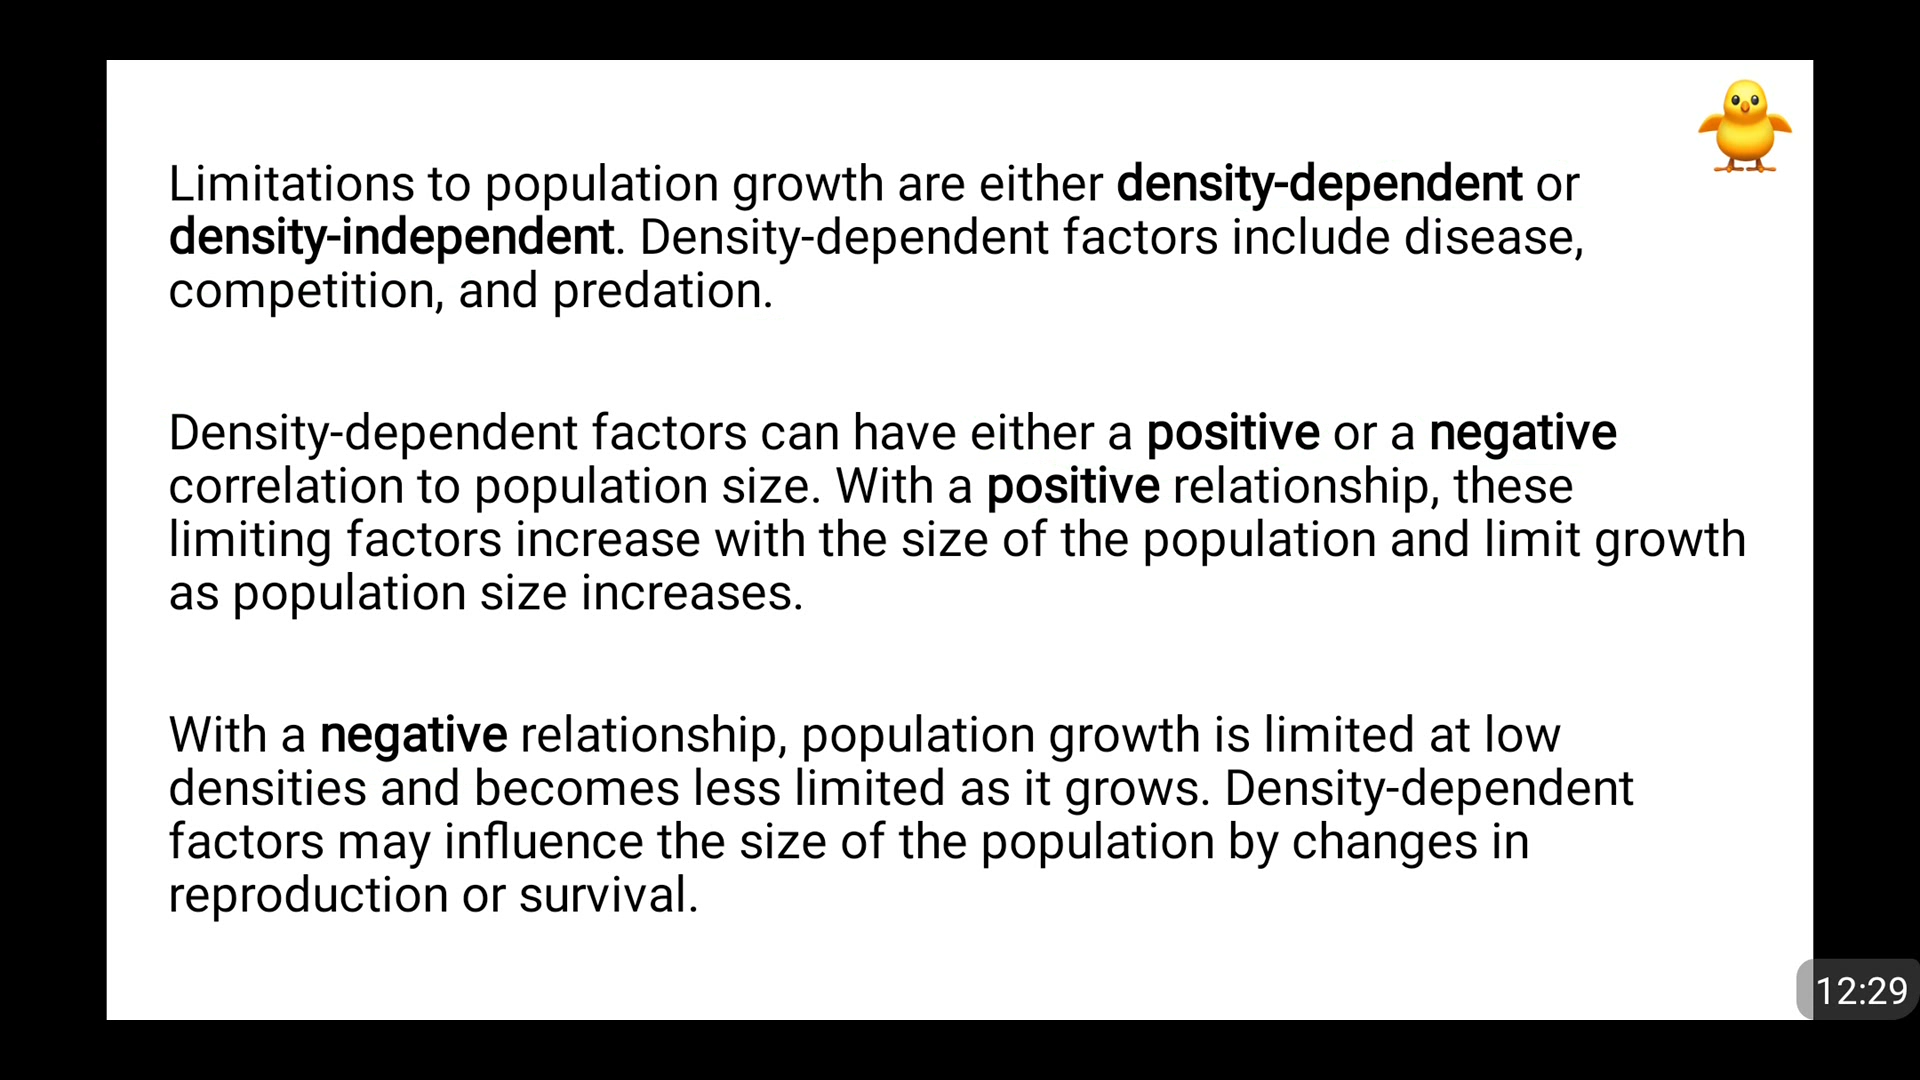 Limitations to population growth are either density-dependent or
density-independent. Density-dependent factors include disease,
competition, and predation.
Density-dependent factors can have either a positive or a negative
correlation to population size. With a positive relationship, these
limiting factors increase with the size of the population and limit growth
as population size increases.
With a negative relationship, population growth is limited at low
densities and becomes less limited as it grows. Density-dependent
factors may influence the size of the population by changes in
reproduction or survival.
12:29